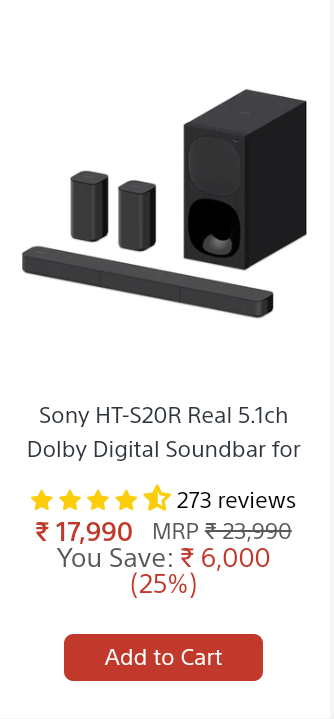 Sony HT-S20R Real 5.1ch
Dolby Digital Soundbar for
273 reviews
₹ 17,990 MRP ₹ 23,990
You Save: ₹ 6,000
(25%)
Add to Cart